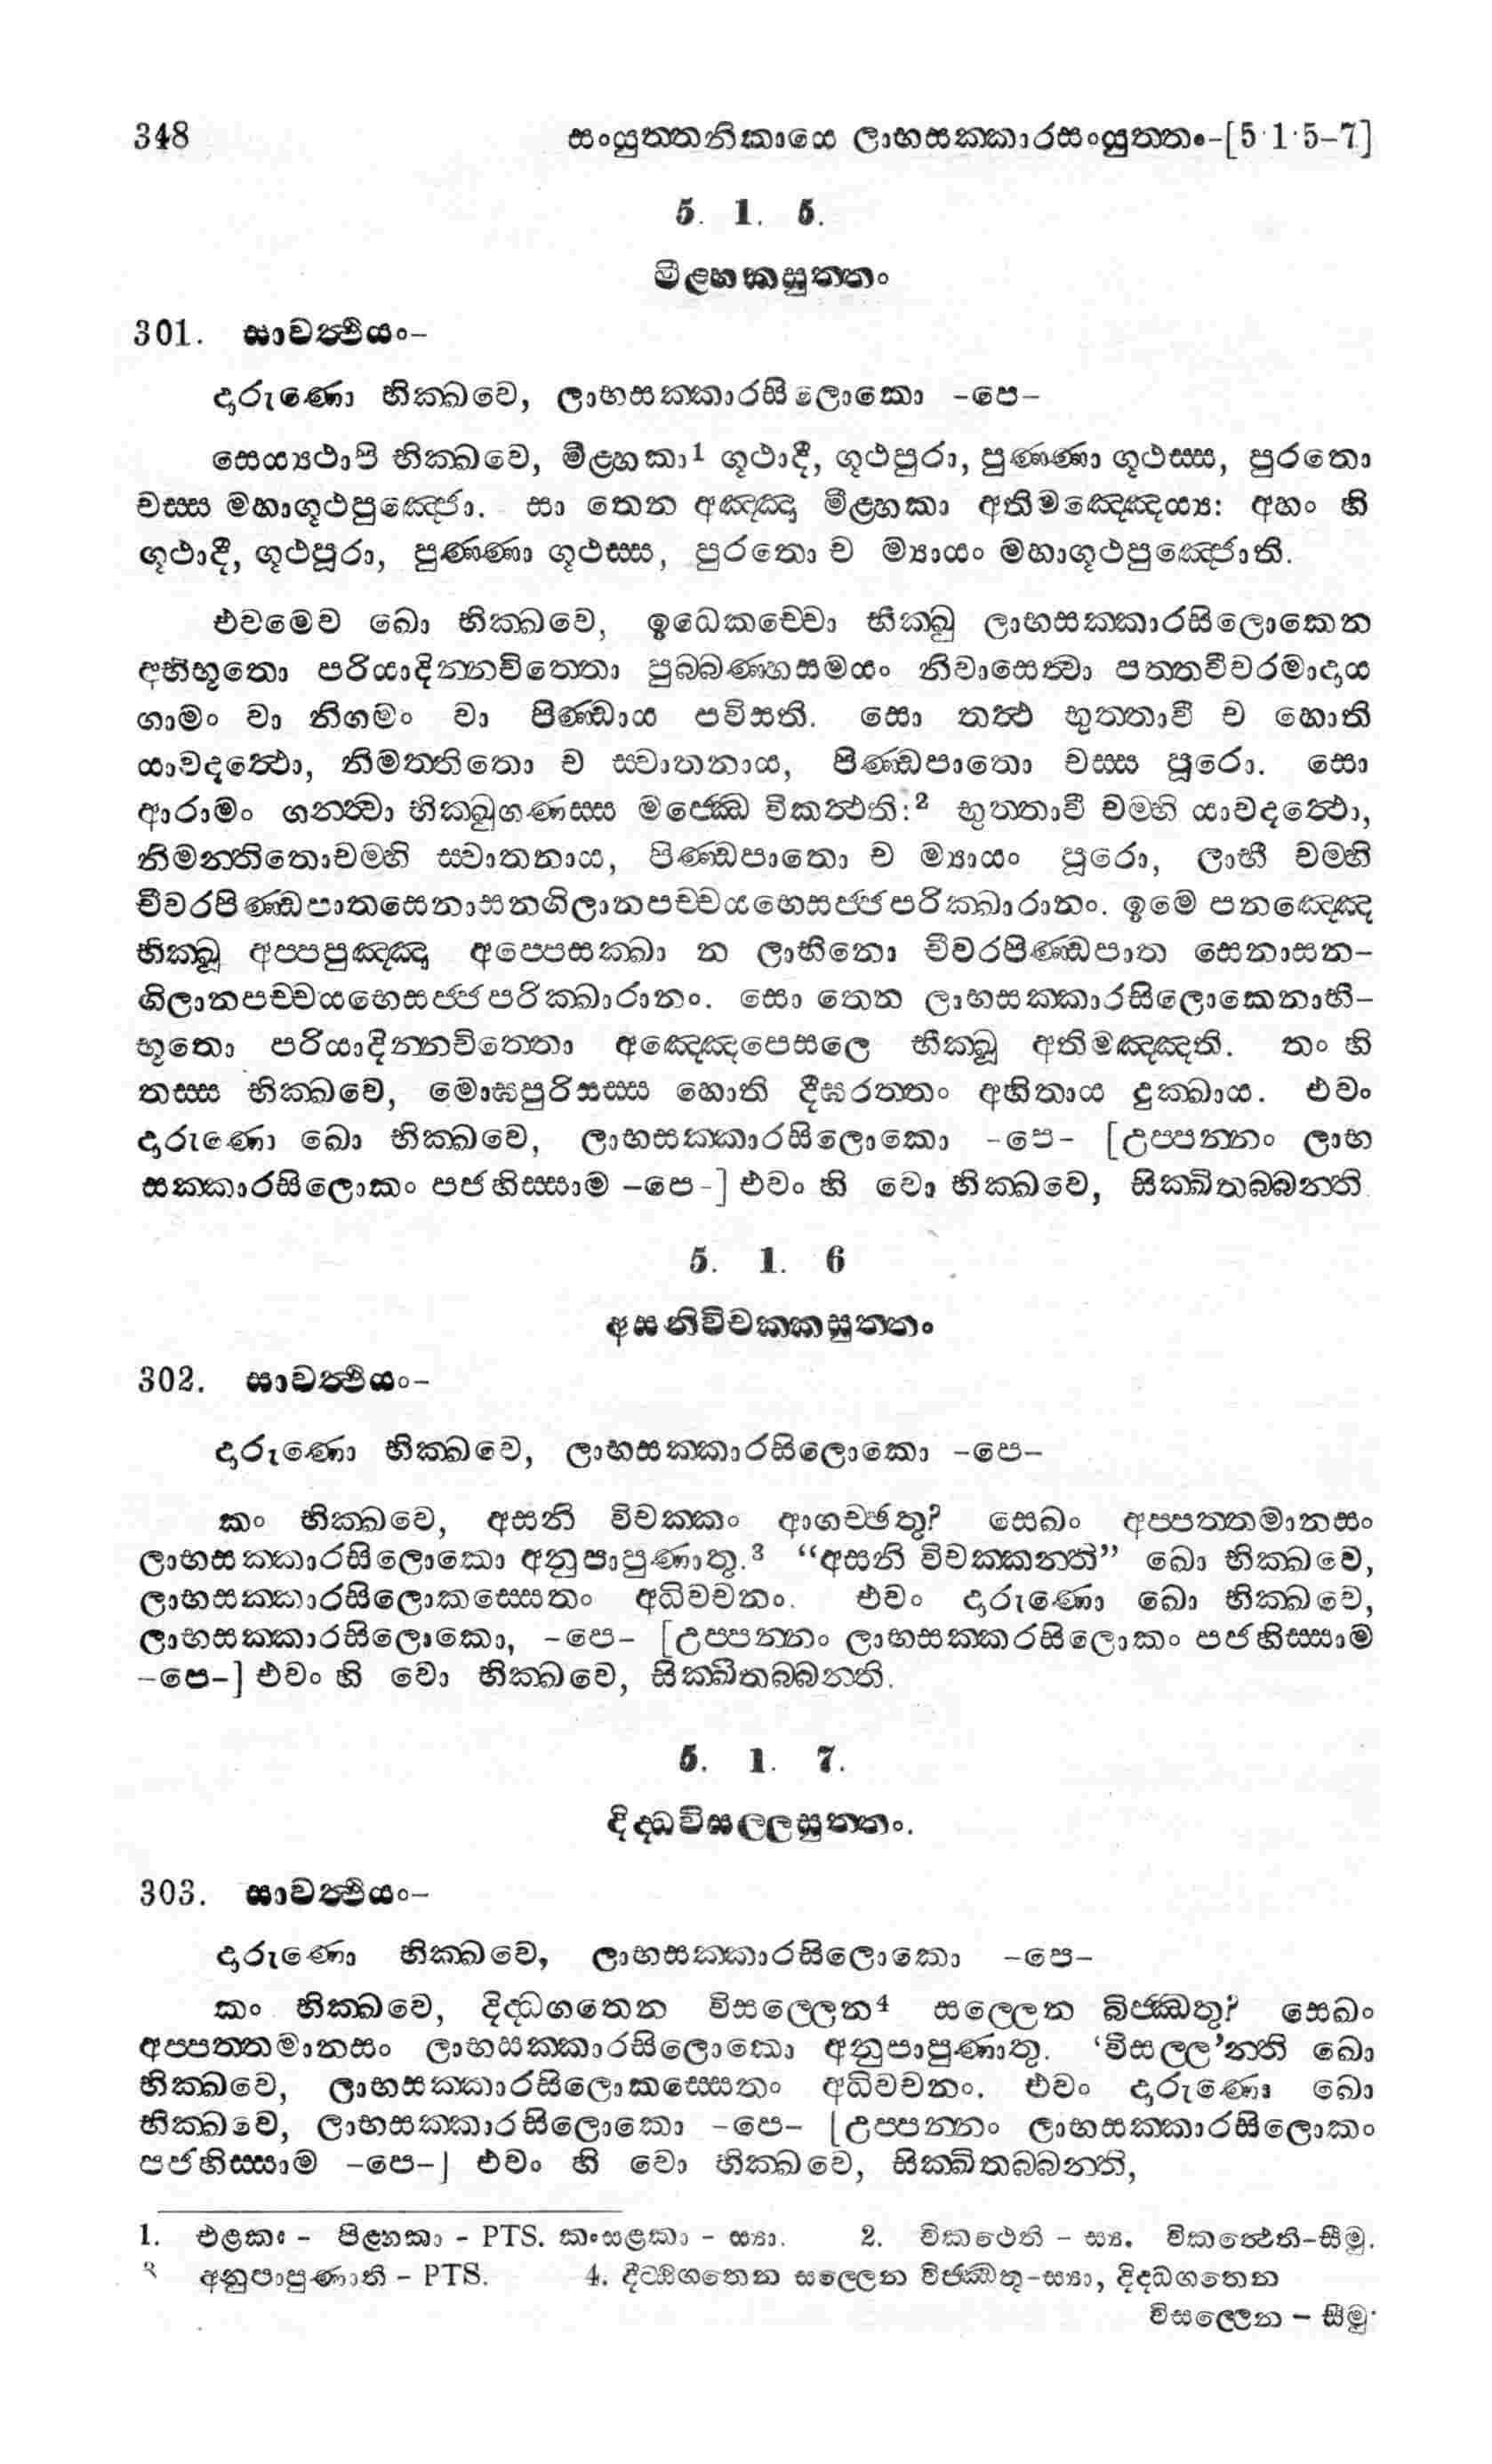 348 සංයුත්තනිකායෙ ලාභසක්කාරසංයුත්තං-[5·1·5-7]
5. 1. 5.
මීළ්හකසුත්තං
301. සාවත්ථියං-
දාරුණො භික්ඛවෙ, ලාභසක්කාරසිලොකො -පෙ-
සෙය්‍යථාපි භික්ඛවෙ, මීළ්හකා1 ගූථාදී, ගූථපුරා, පුණ්ණා ගූථස්ස, පුරතො
චස්ස මහාගූථපුඤ්ජො. සා තෙන අඤ්ඤා මීළ්හකා අතිමඤ්ඤෙය්‍ය: අහං හි
ගූථාදී, ගූථපූරා, පුණ්ණා ගූථස්ස, පුරතො ච ම්‍යායං මහාගූථපුඤ්ජොති.
එවමෙව ඛො භික්ඛවෙ, ඉධෙකච්චො භික්ඛු ලාභසක්කාරසිලොකෙන
අභිභූතො පරියාදින්නචිත්තො පුබ්බණ්හසමයං නිවාසෙත්වා පත්තචීවරමාදාය
ගාමං වා නිගමං වා පිණ්ඩාය පවිසති. සො තත්ථ භුත්තාවී ච හොති
යාවදත්ථො, නිමත්තිතො ච ස්වාතනාය, පිණ්ඩපාතො චස්ස පූරො. සො
ආරාමං ගන්ත්වා භික්ඛුගණස්ස මජ්ඣෙ විකත්ථති:2 භුත්තාවී චම්හි යාවදත්ථො,
නිමන්තිතොචම්හි ස්වාතනාය, පිණ්ඩපාතො ච ම්‍යායං පූරො, ලාභී චම්හි
චීවරපිණ්ඩපාතසෙනාසනගිලානපච්චයභෙසජ්ජපරික්ඛාරානං. ඉමෙ පනඤ්ඤෙ
භික්ඛූ අප්පපුඤ්ඤා අප්පෙසක්ඛා න ලාභිනො චීවරපිණ්ඩපාත සෙනාසන-
ගිලානපච්චයභෙසජ්ජපරික්ඛාරානං. සො තෙන ලාභසක්කාරසිලොකෙනාභි-
භූතො පරියාදින්නචිත්තො අඤ්ඤෙපෙසලෙ භික්ඛූ අතිමඤ්ඤති. තං හි
තස්ස භික්ඛවෙ, මොඝපුරිසස්ස හොති දීඝරත්තං අහිතාය දුක්ඛාය. එවං
දාරුණො ඛො භික්ඛවෙ, ලාභසක්කාරසිලොකො -පෙ- [උප්පන්නං ලාභ
සක්කාරසිලොකං පජහිස්සාම -පෙ-] එවං හි වො භික්ඛවෙ, සික්ඛිතබ්බන්ති.
5. 1. 6
අසනිවිචක්කසුත්තං
302. සාවත්ථියං-
දාරුණො භික්ඛවෙ, ලාභසක්කාරසිලොකො -පෙ-
කං භික්ඛවෙ, අසනි විචක්කං ආගච්ඡතු? සෙඛං අප්පත්තමානසං
ලාභසක්කාරසිලොකො අනුපාපුණාතු.3 “අසනි විචක්කන්ති” ඛො භික්ඛවෙ,
ලාභසක්කාරසිලොකස්සෙතං අධිවචනං. එවං දාරුණො ඛො භික්ඛවෙ,
ලාභසක්කාරසිලොකො, -පෙ- [උප්පන්නං ලාභසක්කරසිලොකං පජහිස්සාම
-පෙ-] එවං හි වො භික්ඛවෙ, සික්ඛිතබ්බන්ති.
5. 1. 7.
දිද්ධවිසල්ලසුත්තං.
303. සාවත්ථියං-
දාරුණො භික්ඛවෙ, ලාභසක්කාරසිලොකො -පෙ-
කං භික්ඛවෙ, දිද්ධගතෙන විසල්ලෙන4 සල්ලෙන විජ්ඣතු? සෙඛං
අප්පත්තමානසං ලාභසක්කාරසිලොකො අනුපාපුණාතු. ‘විසල්ල’න්ති ඛො
භික්ඛවෙ, ලාභසක්කාරසිලොකස්සෙතං අධිවචනං. එවං දාරුණො ඛො
භික්ඛවෙ, ලාභසක්කාරසිලොකො -පෙ- [උප්පන්නං ලාභසක්කාරසිලොකං
පජහිස්සාම -පෙ-] එවං හි වො භික්ඛවෙ, සික්ඛිතබ්බන්ති,
1. එළකා - පිළ්හකා - PTS. කංසළකා - ස්‍යා. 2. විකථෙති - ස්‍ය. විකත්ථෙති-සීමු.
3 අනුපාපුණාති - PTS. 4. දිට්ඨිගතෙන සල්ලෙන විජ්ඣතු-ස්‍යා, දිද්ධගතෙන
විසල්ලෙන - සීමු·